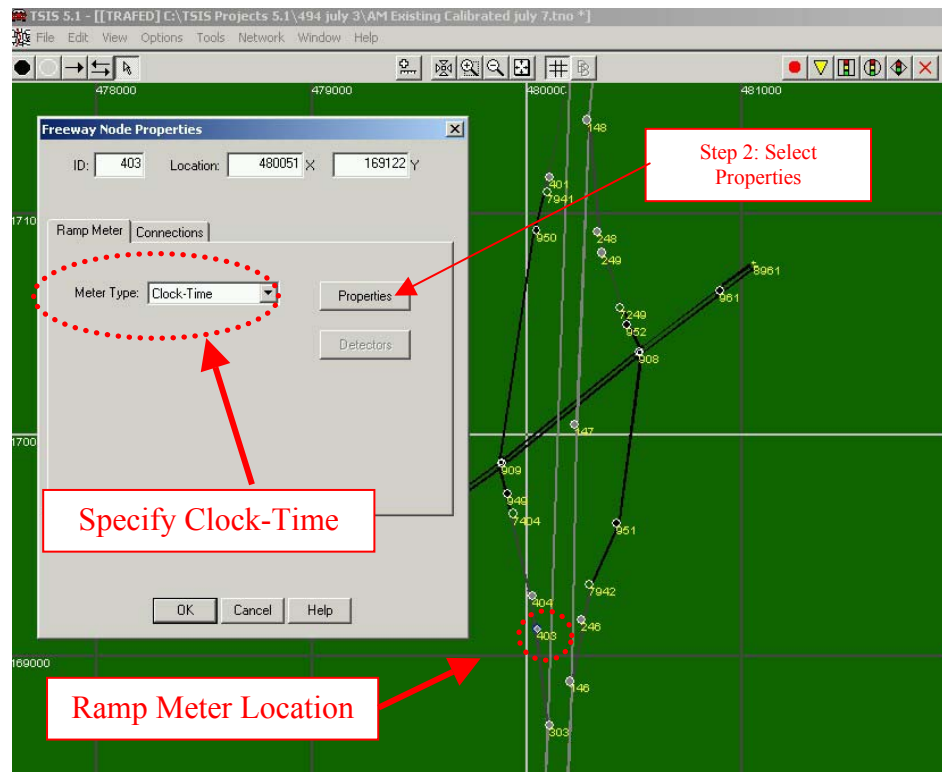 TSIS 5.1 - [[TRAFED] C:\TSIS Projects 5.1\494 july 3\AM Existing Calibrated july 7.tno *]
File Edit View Options Tools Network Window Help
478000 479000 480000 481000
Freeway Node Properties
ID: 403 Location: 480051 X 169122 Y
Ramp Meter Connections
Meter Type: Clock-Time
Properties
Detectors
OK Cancel Help
Step 2: Select
Properties
Specify Clock-Time
Ramp Meter Location
1710
1700
169000
148
401
7941
950
248
249
8961
961
7249
952
908
147
909
949
7404
951
7942
404
403
246
146
303